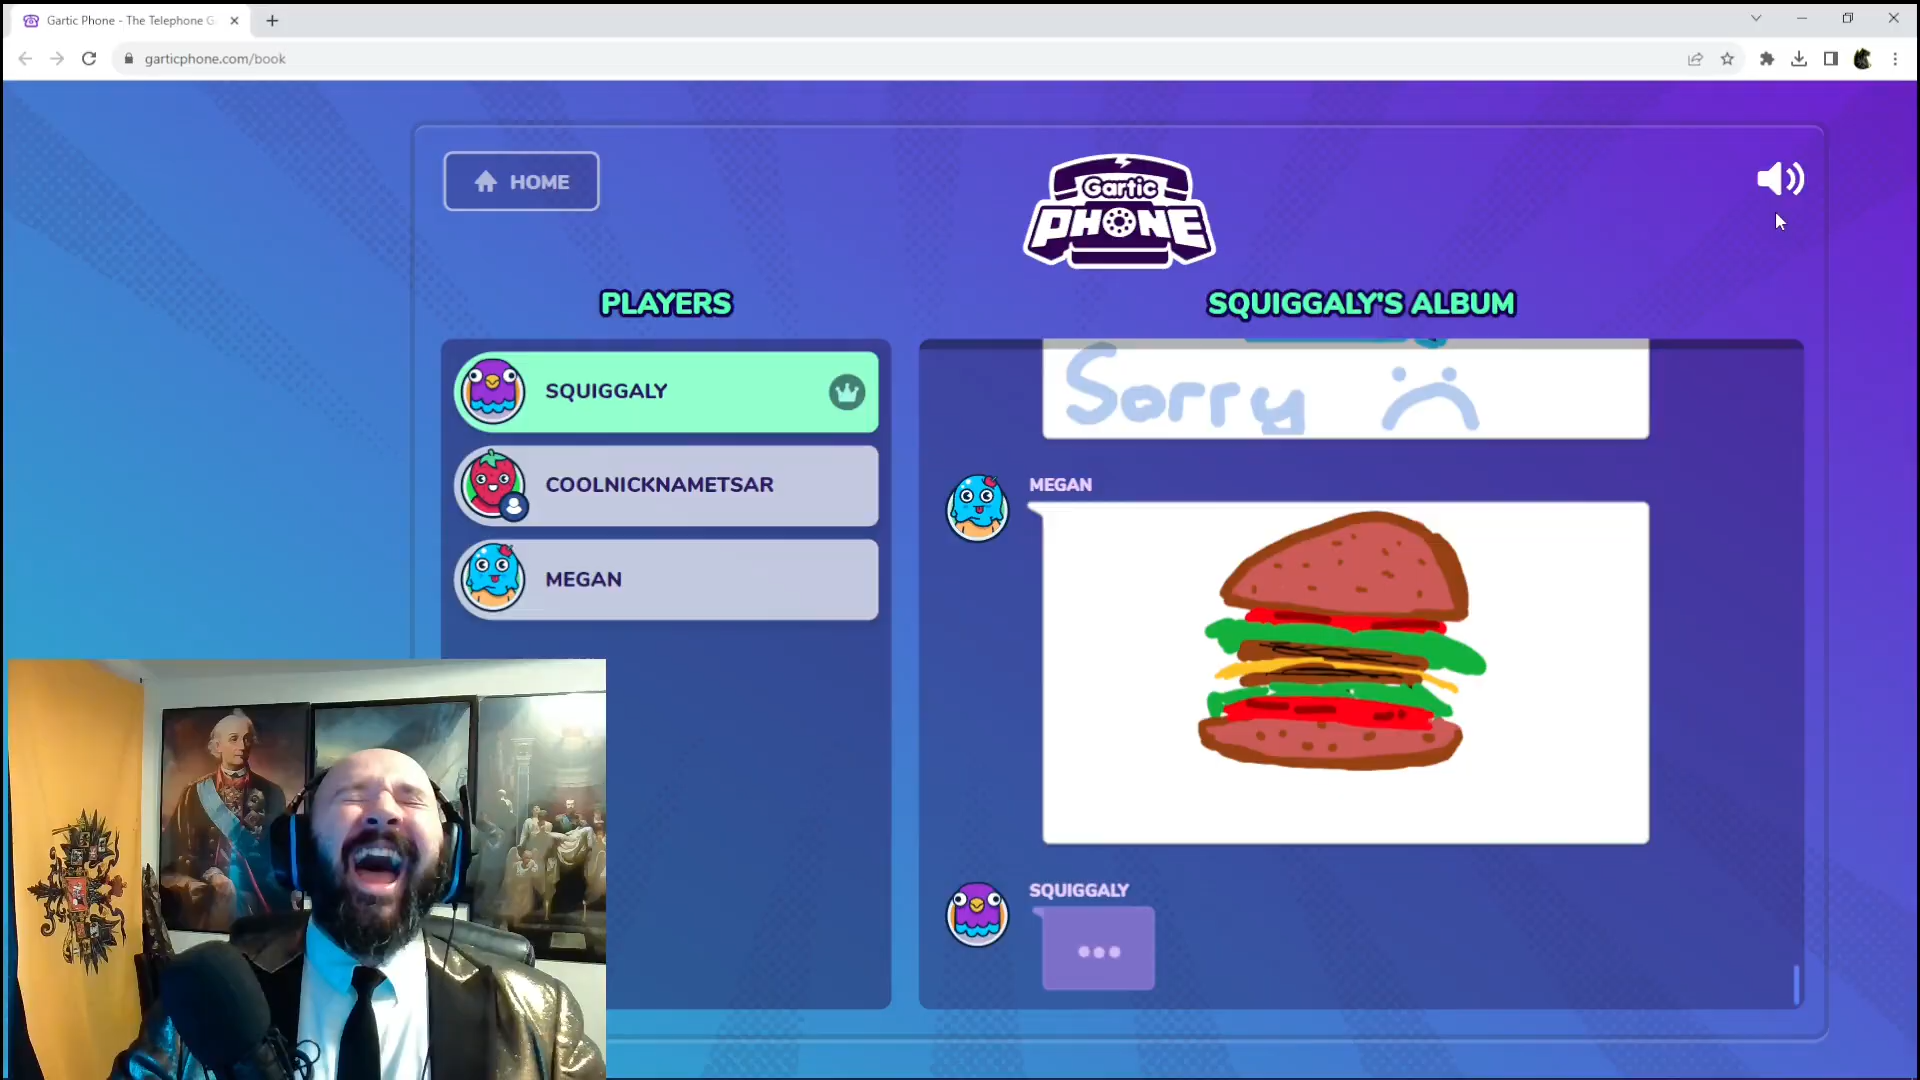 Gartic Phone - The Telephone G
garticphone.com/book
HOME
Gartic
PHONE
PLAYERS
SQUIGGALY'S ALBUM
SQUIGGALY
COOLNICKNAMETSAR
MEGAN
Sorry
MEGAN
SQUIGGALY